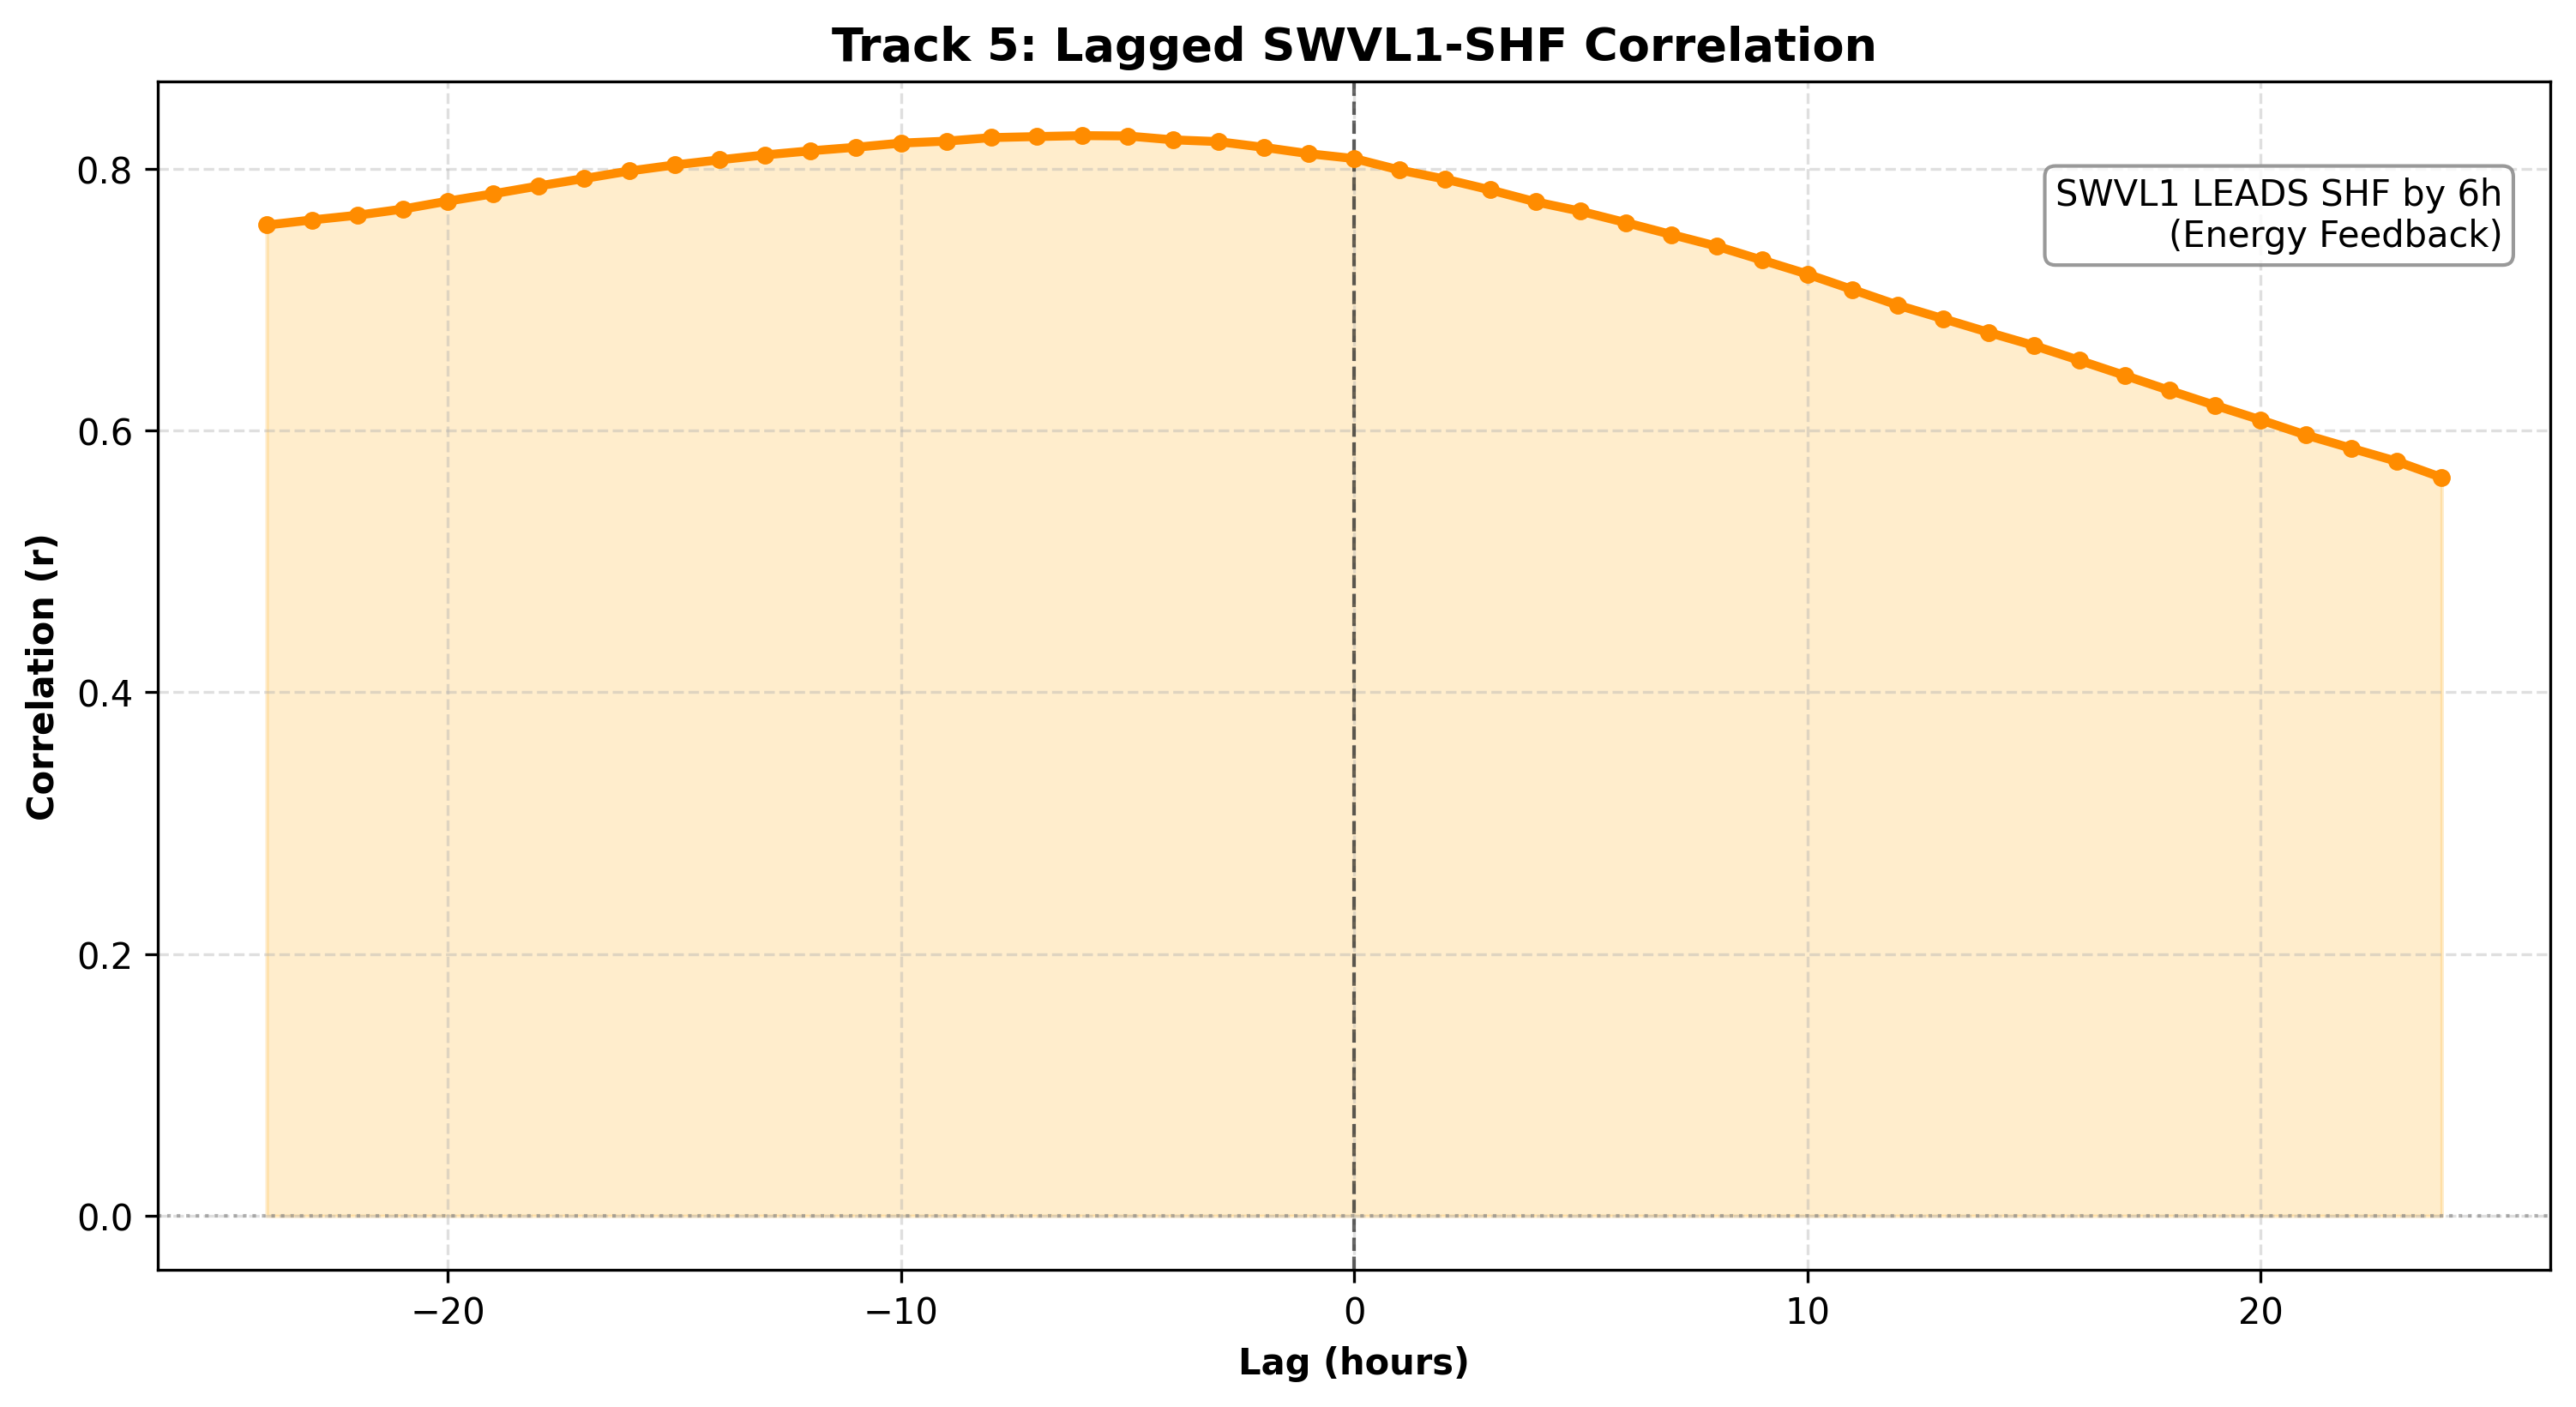 Track 5: Lagged SWVL1-SHF Correlation
SWVL1 LEADS SHF by 6h
(Energy Feedback)
Correlation (r)
0.8
0.6
0.4
0.2
0.0
−20
−10
0
10
20
Lag (hours)